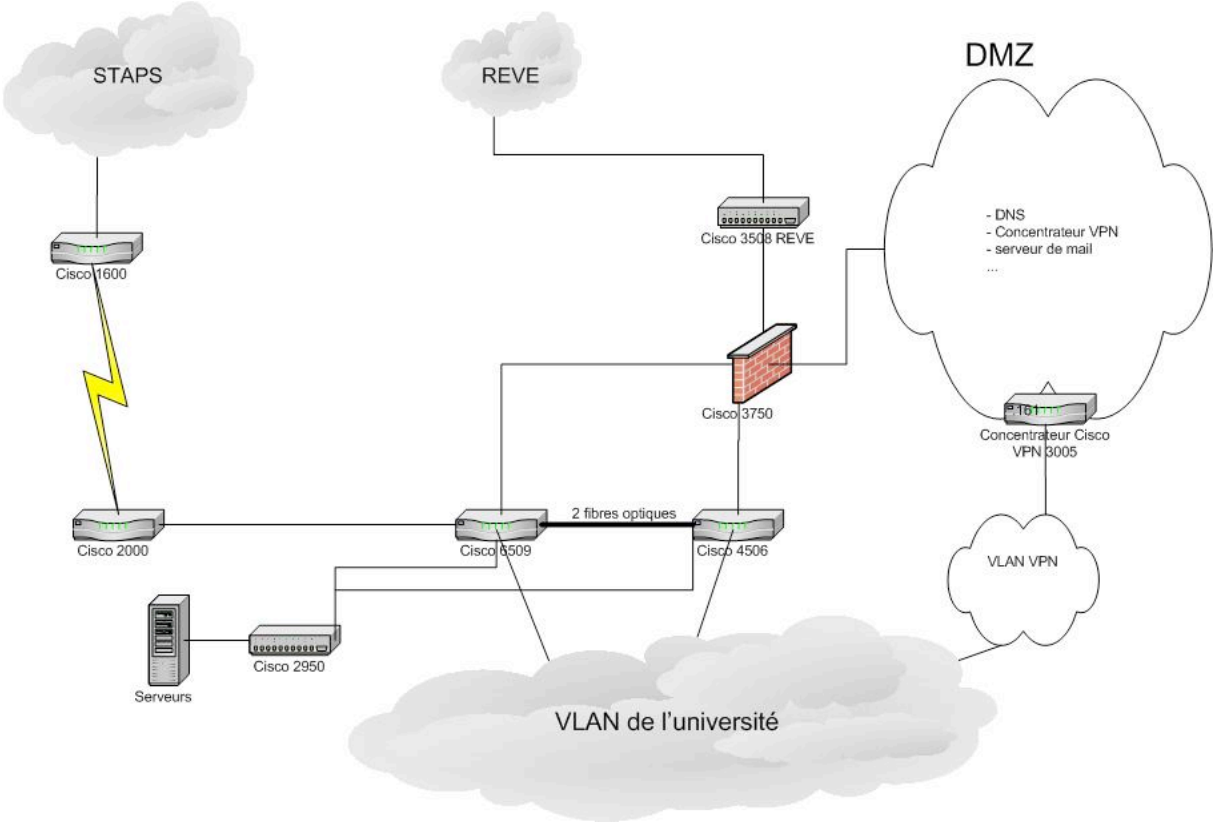 STAPS
REVE
DMZ
- DNS
- Concentrateur VPN
- serveur de mail
...
Cisco 3508 REVE
Cisco 1600
Cisco 3750
.161
Concentrateur Cisco
VPN 3005
2 fibres optiques
Cisco 2000
Cisco 6509
Cisco 4506
VLAN VPN
Cisco 2950
Serveurs
VLAN de l'université